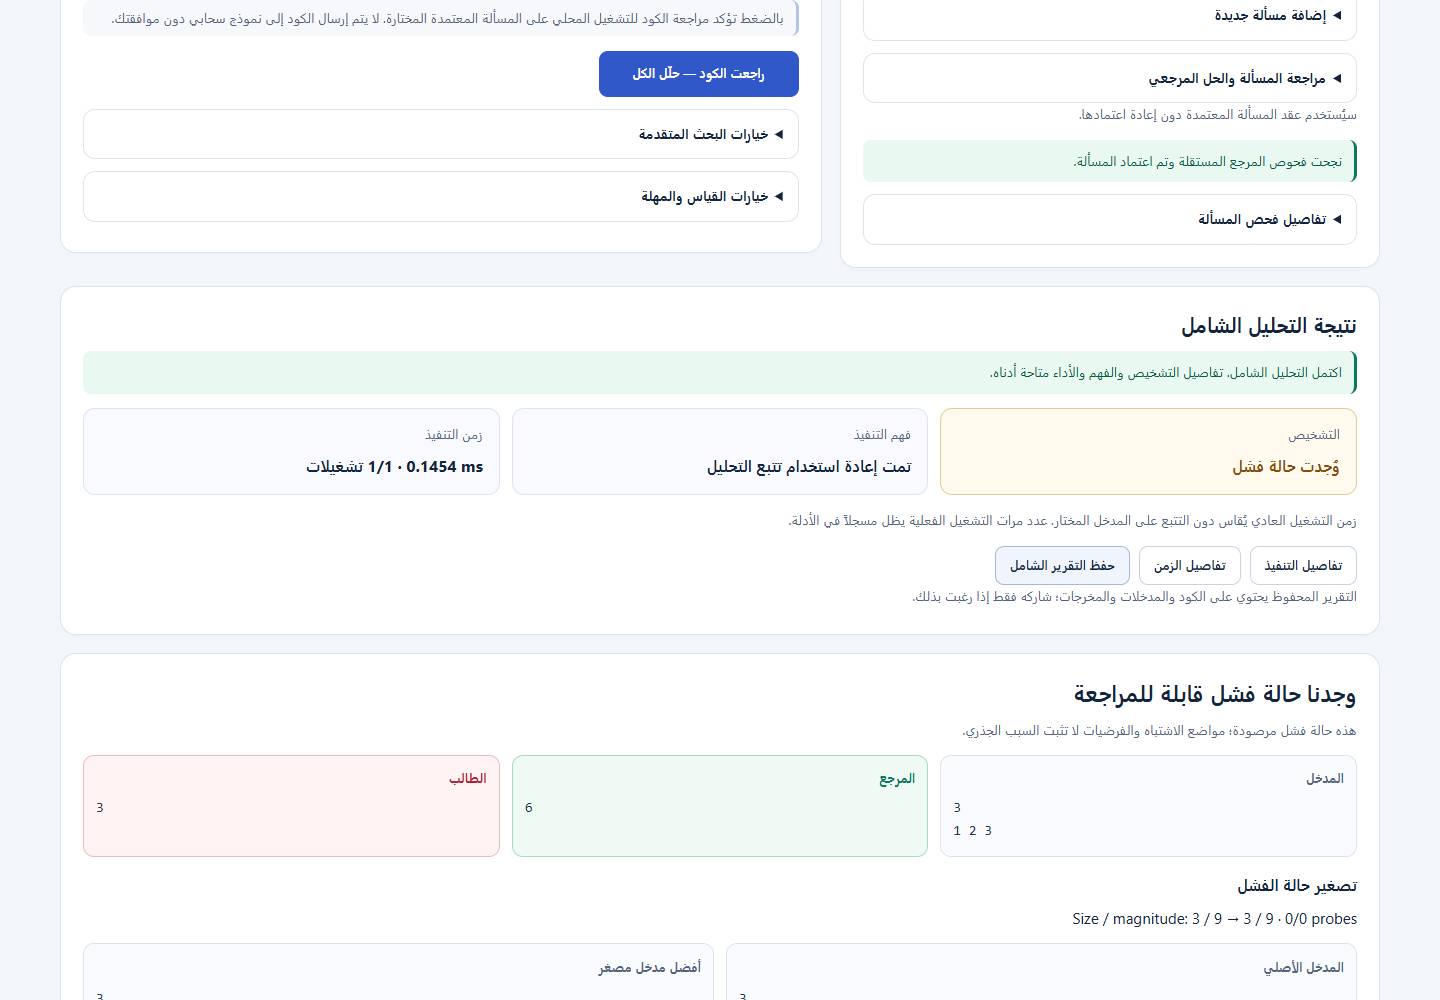 إضافة مسألة جديدة
مراجعة المسألة والحل المرجعي
سيُستخدم عقد المسألة المعتمدة دون إعادة اعتمادها.
نجحت فحوص المرجع المستقلة وتم اعتماد المسألة.
تفاصيل فحص المسألة
بالضغط تؤكد مراجعة الكود للتشغيل المحلي على المسألة المعتمدة المختارة. لا يتم إرسال الكود إلى نموذج سحابي دون موافقتك.
راجعت الكود — حلّل الكل
خيارات البحث المتقدمة
خيارات القياس والمهلة
نتيجة التحليل الشامل
اكتمل التحليل الشامل. تفاصيل التشخيص والفهم والأداء متاحة أدناه.
التشخيص
وُجدت حالة فشل
فهم التنفيذ
تمت إعادة استخدام تتبع التحليل
زمن التنفيذ
0.1454 ms · 1/1 تشغيلات
زمن التشغيل العادي يُقاس دون التتبع على المدخل المختار. عدد مرات التشغيل الفعلية يظل مسجلاً في الأدلة.
تفاصيل التنفيذ
تفاصيل الزمن
حفظ التقرير الشامل
التقرير المحفوظ يحتوي على الكود والمدخلات والمخرجات؛ شاركه فقط إذا رغبت بذلك.
وجدنا حالة فشل قابلة للمراجعة
هذه حالة فشل مرصودة؛ مواضع الاشتباه والفرضيات لا تثبت السبب الجذري.
المدخل
3
1 2 3
المرجع
6
الطالب
3
تصغير حالة الفشل
Size / magnitude: 3 / 9 → 3 / 9 · 0/0 probes
المدخل الأصلي
3
أفضل مدخل مصغر
3